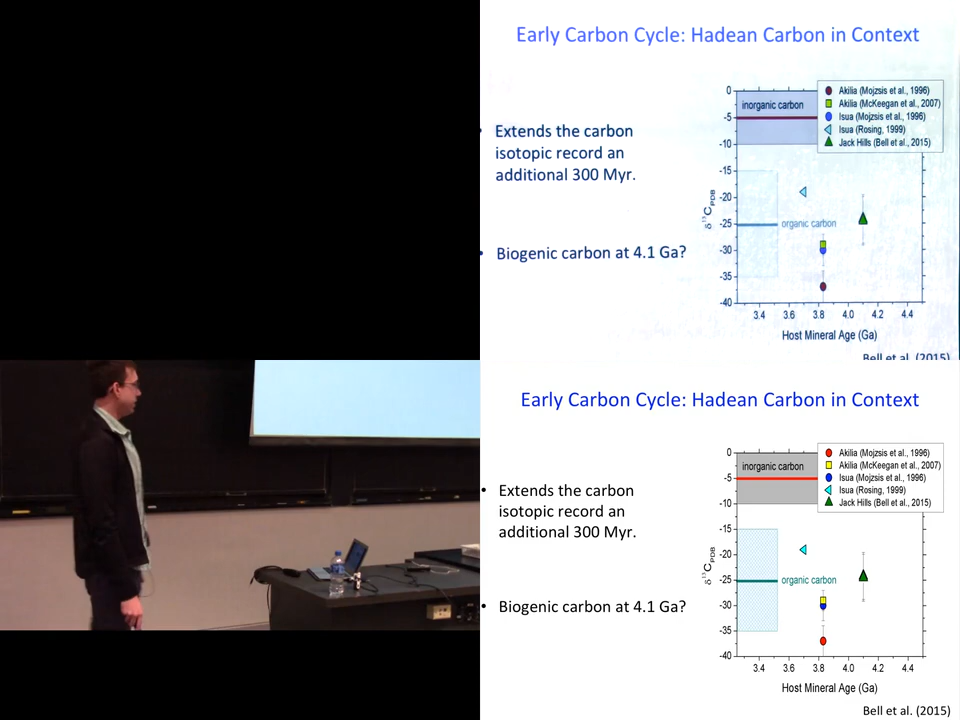 Early Carbon Cycle: Hadean Carbon in Context
• Extends the carbon
isotopic record an
additional 300 Myr.
• Biogenic carbon at 4.1 Ga?
Akilia (Mojzsis et al., 1996)
Akilia (McKeegan et al., 2007)
Isua (Mojzsis et al., 1996)
Isua (Rosing, 1999)
Jack Hills (Bell et al., 2015)
inorganic carbon
organic carbon
δ¹³C PDB
0
-5
-10
-15
-20
-25
-30
-35
-40
3.4 3.6 3.8 4.0 4.2 4.4
Host Mineral Age (Ga)
Bell et al. (2015)
Early Carbon Cycle: Hadean Carbon in Context
• Extends the carbon
isotopic record an
additional 300 Myr.
• Biogenic carbon at 4.1 Ga?
Akilia (Mojzsis et al., 1996)
Akilia (McKeegan et al., 2007)
Isua (Mojzsis et al., 1996)
Isua (Rosing, 1999)
Jack Hills (Bell et al., 2015)
inorganic carbon
organic carbon
δ¹³C PDB
0
-5
-10
-15
-20
-25
-30
-35
-40
3.4 3.6 3.8 4.0 4.2 4.4
Host Mineral Age (Ga)
Bell et al. (2015)